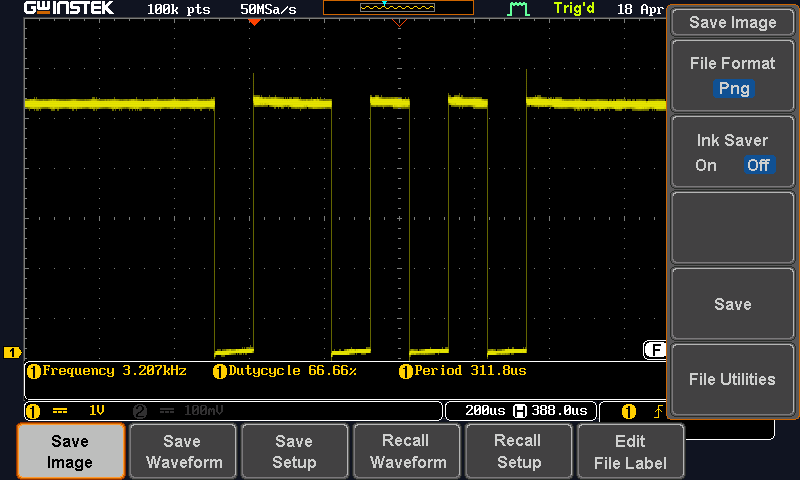 GWINSTEK 100k pts 50MSa/s Trig'd 18 Apr
Save Image
File Format
Png
Ink Saver
On Off
Save
File Utilities
1
F
1 Frequency 3.207kHz 1 Dutycycle 66.66% 1 Period 311.8us
1 1V 2 100mV 200us H 388.0us 1
Save
Image
Save
Waveform
Save
Setup
Recall
Waveform
Recall
Setup
Edit
File Label